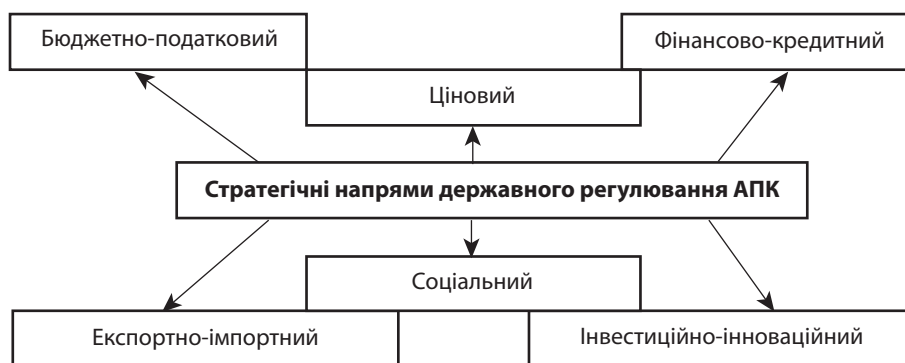 Бюджетно-податковий
Фінансово-кредитний
Ціновий
Стратегічні напрями державного регулювання АПК
Соціальний
Експортно-імпортний
Інвестиційно-інноваційний